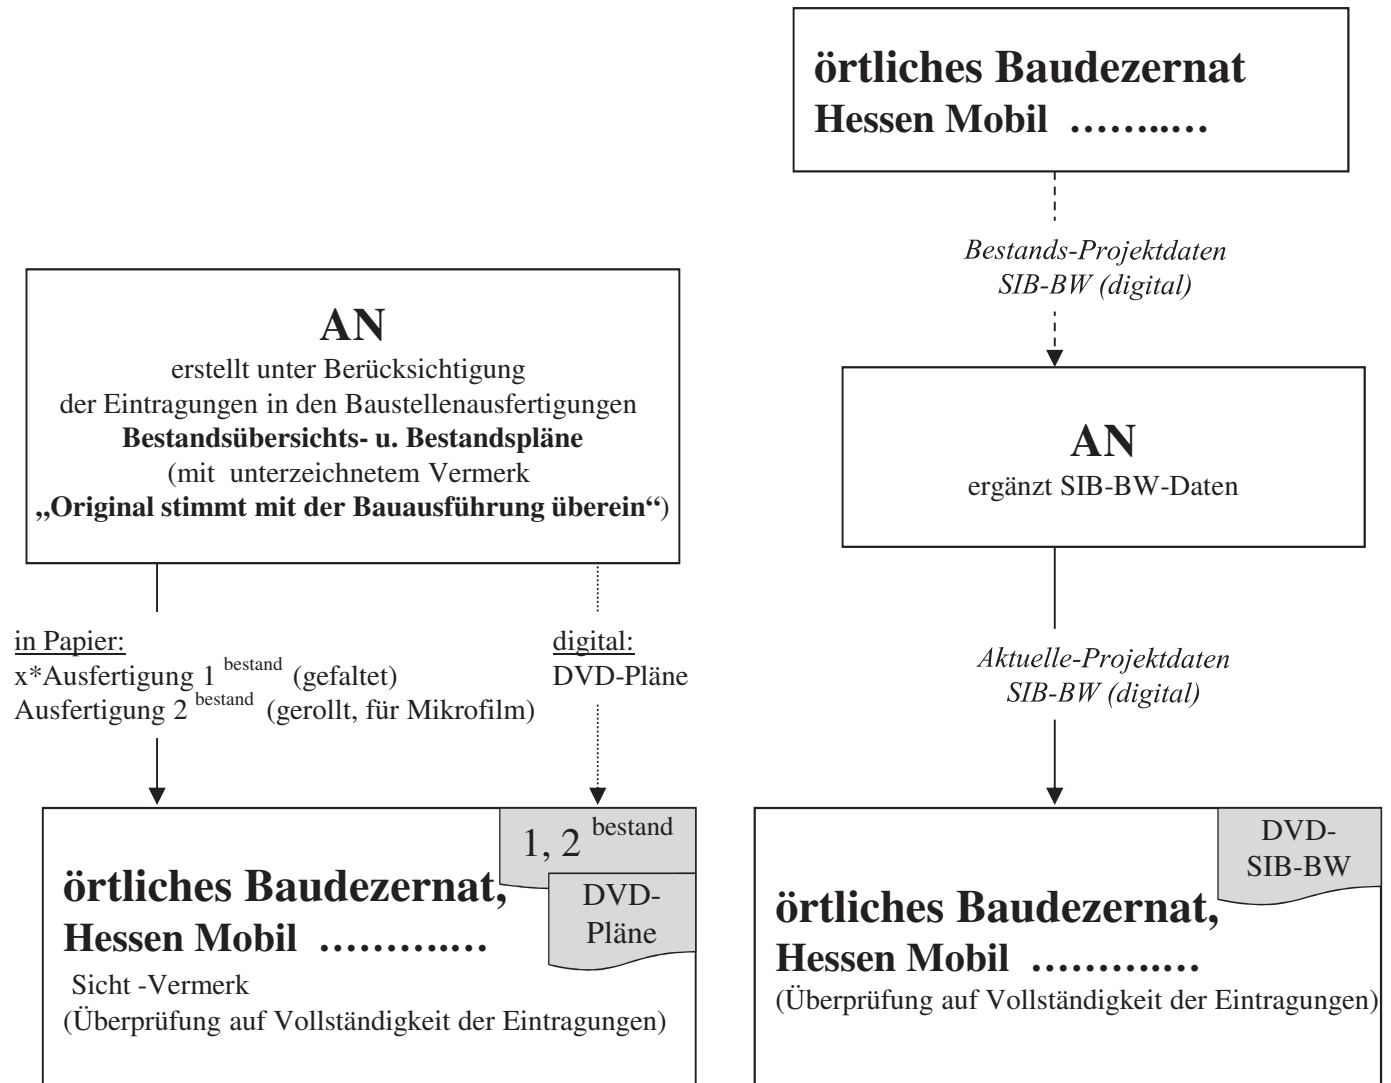 örtliches Baudezernat
Hessen Mobil ……...…
Bestands-Projektdaten
SIB-BW (digital)
AN
erstellt unter Berücksichtigung
der Eintragungen in den Baustellenausfertigungen
Bestandsübersichts- u. Bestandspläne
(mit unterzeichnetem Vermerk
„Original stimmt mit der Bauausführung überein“)
AN
ergänzt SIB-BW-Daten
in Papier:
x*Ausfertigung 1 bestand (gefaltet)
Ausfertigung 2 bestand (gerollt, für Mikrofilm)
digital:
DVD-Pläne
Aktuelle-Projektdaten
SIB-BW (digital)
1, 2 bestand
DVD-
Pläne
örtliches Baudezernat,
Hessen Mobil ……….…
Sicht -Vermerk
(Überprüfung auf Vollständigkeit der Eintragungen)
DVD-
SIB-BW
örtliches Baudezernat,
Hessen Mobil ……….…
(Überprüfung auf Vollständigkeit der Eintragungen)